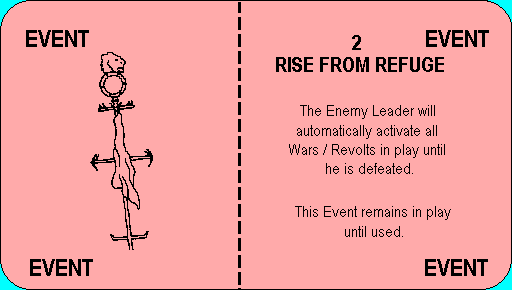 EVENT
EVENT
2
EVENT
RISE FROM REFUGE
The Enemy Leader will
automatically activate all
Wars / Revolts in play until
he is defeated.
This Event remains in play
until used.
EVENT